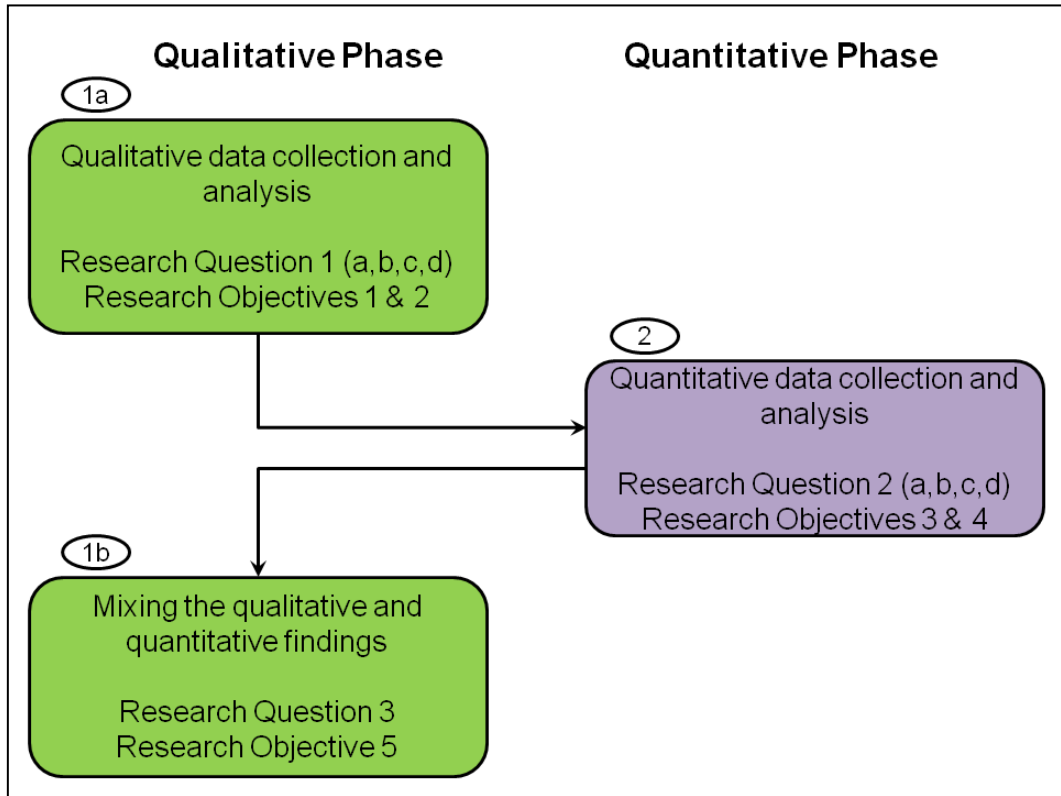 Qualitative Phase
Quantitative Phase
1a
Qualitative data collection and
analysis
Research Question 1 (a,b,c,d)
Research Objectives 1 & 2
2
Quantitative data collection and
analysis
Research Question 2 (a,b,c,d)
Research Objectives 3 & 4
1b
Mixing the qualitative and
quantitative findings
Research Question 3
Research Objective 5